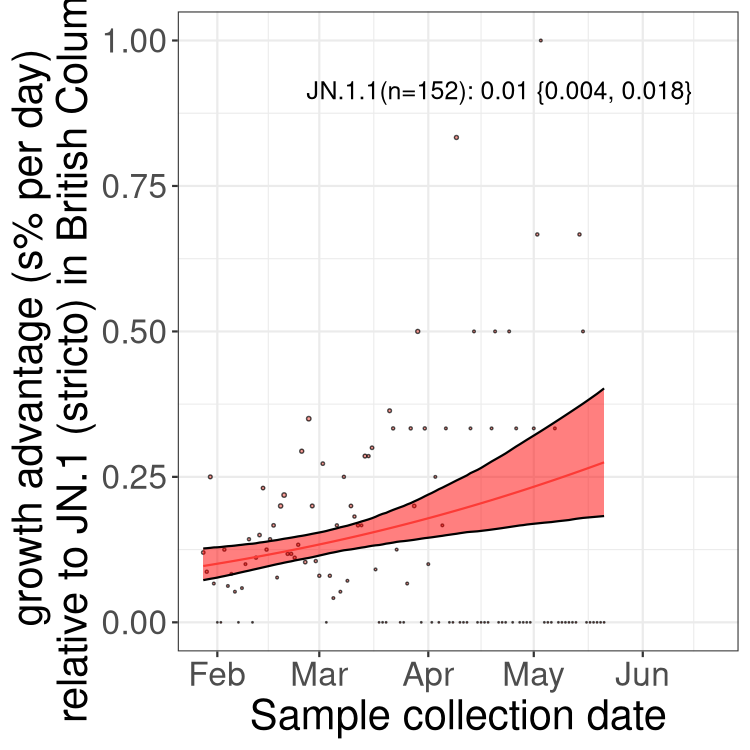 growth advantage (s% per day)
relative to JN.1 (stricto) in British Colum
1.00
0.75
0.50
0.25
0.00
JN.1.1(n=152): 0.01 {0.004, 0.018}
Feb Mar Apr May Jun
Sample collection date